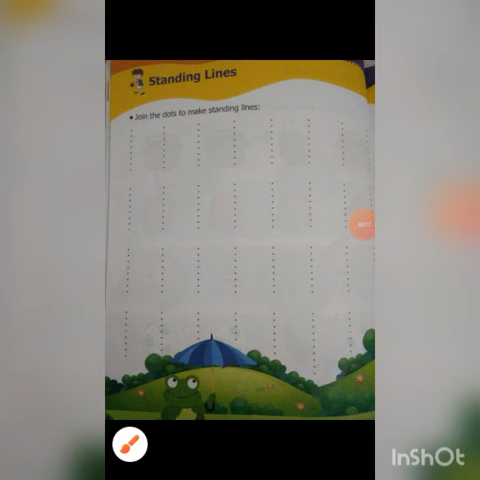 Standing Lines
• Join the dots to make standing lines:
InShOt